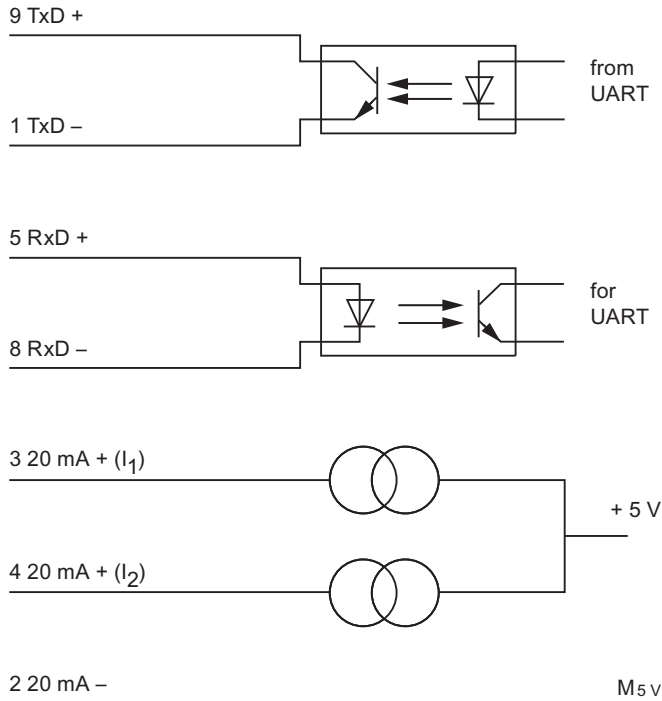 9 TxD +
from
UART
1 TxD –
5 RxD +
for
UART
8 RxD –
3 20 mA + (I1)
+ 5 V
4 20 mA + (I2)
2 20 mA –
M5 V